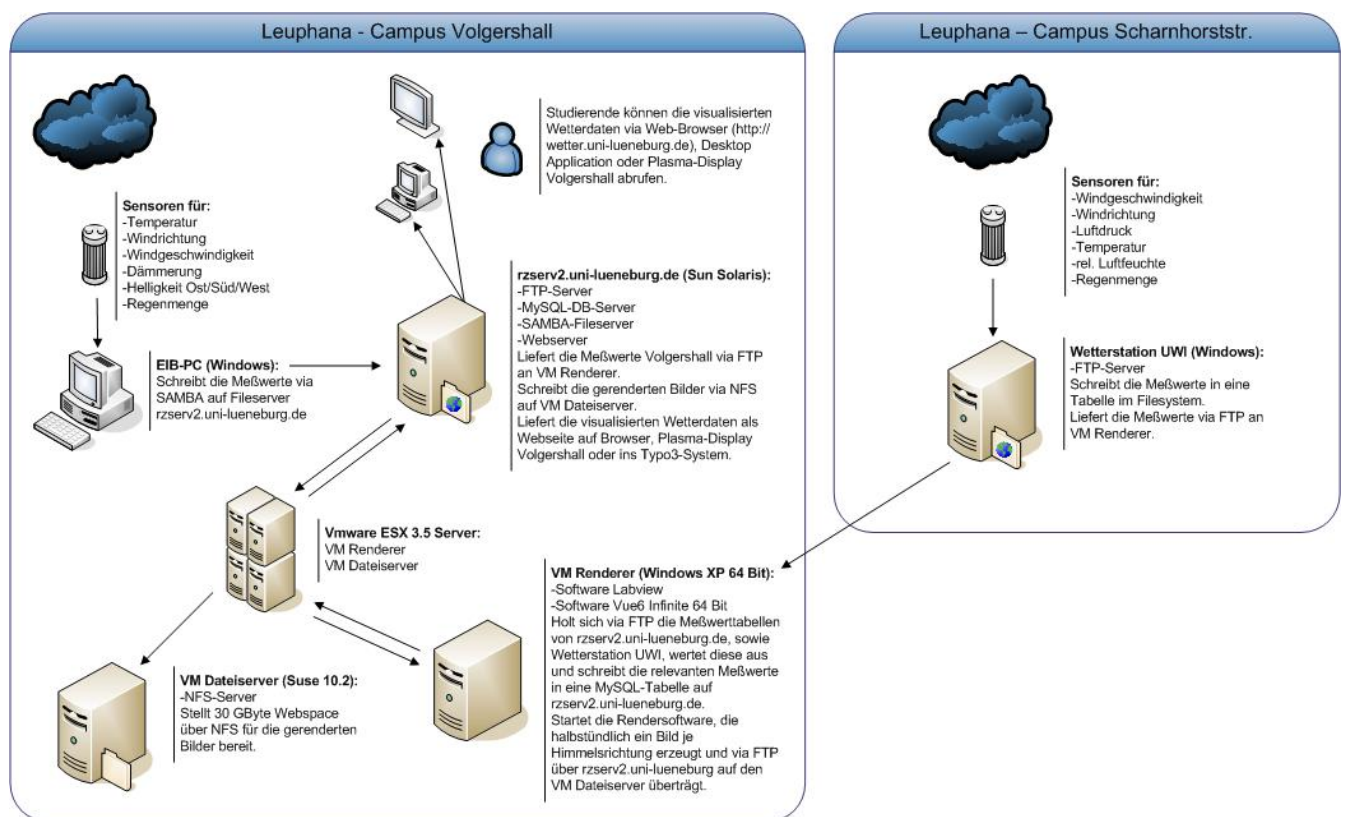 Leuphana - Campus Volgershall
Studierende können die visualisierten
Wetterdaten via Web-Browser (http://
wetter.uni-lueneburg.de), Desktop
Application oder Plasma-Display
Volgershall abrufen.
Sensoren für:
-Temperatur
-Windrichtung
-Windgeschwindigkeit
-Dämmerung
-Helligkeit Ost/Süd/West
-Regenmenge
EIB-PC (Windows):
Schreibt die Meßwerte via
SAMBA auf Fileserver
rzserv2.uni-lueneburg.de
rzserv2.uni-lueneburg.de (Sun Solaris):
-FTP-Server
-MySQL-DB-Server
-SAMBA-Fileserver
-Webserver
Liefert die Meßwerte Volgershall via FTP
an VM Renderer.
Schreibt die gerenderten Bilder via NFS
auf VM Dateiserver.
Liefert die visualisierten Wetterdaten als
Webseite auf Browser, Plasma-Display
Volgershall oder ins Typo3-System.
Vmware ESX 3.5 Server:
VM Renderer
VM Dateiserver
VM Dateiserver (Suse 10.2):
-NFS-Server
Stellt 30 GByte Webspace
über NFS für die gerenderten
Bilder bereit.
VM Renderer (Windows XP 64 Bit):
-Software Labview
-Software Vue6 Infinite 64 Bit
Holt sich via FTP die Meßwerttabellen
von rzserv2.uni-lueneburg.de, sowie
Wetterstation UWI, wertet diese aus
und schreibt die relevanten Meßwerte
in eine MySQL-Tabelle auf
rzserv2.uni-lueneburg.de.
Startet die Rendersoftware, die
halbstündlich ein Bild je
Himmelsrichtung erzeugt und via FTP
über rzserv2.uni-lueneburg auf den
VM Dateiserver überträgt.
Leuphana – Campus Scharnhorststr.
Sensoren für:
-Windgeschwindigkeit
-Windrichtung
-Luftdruck
-Temperatur
-rel. Luftfeuchte
-Regenmenge
Wetterstation UWI (Windows):
-FTP-Server
Schreibt die Meßwerte in eine
Tabelle im Filesystem.
Liefert die Meßwerte via FTP an
VM Renderer.